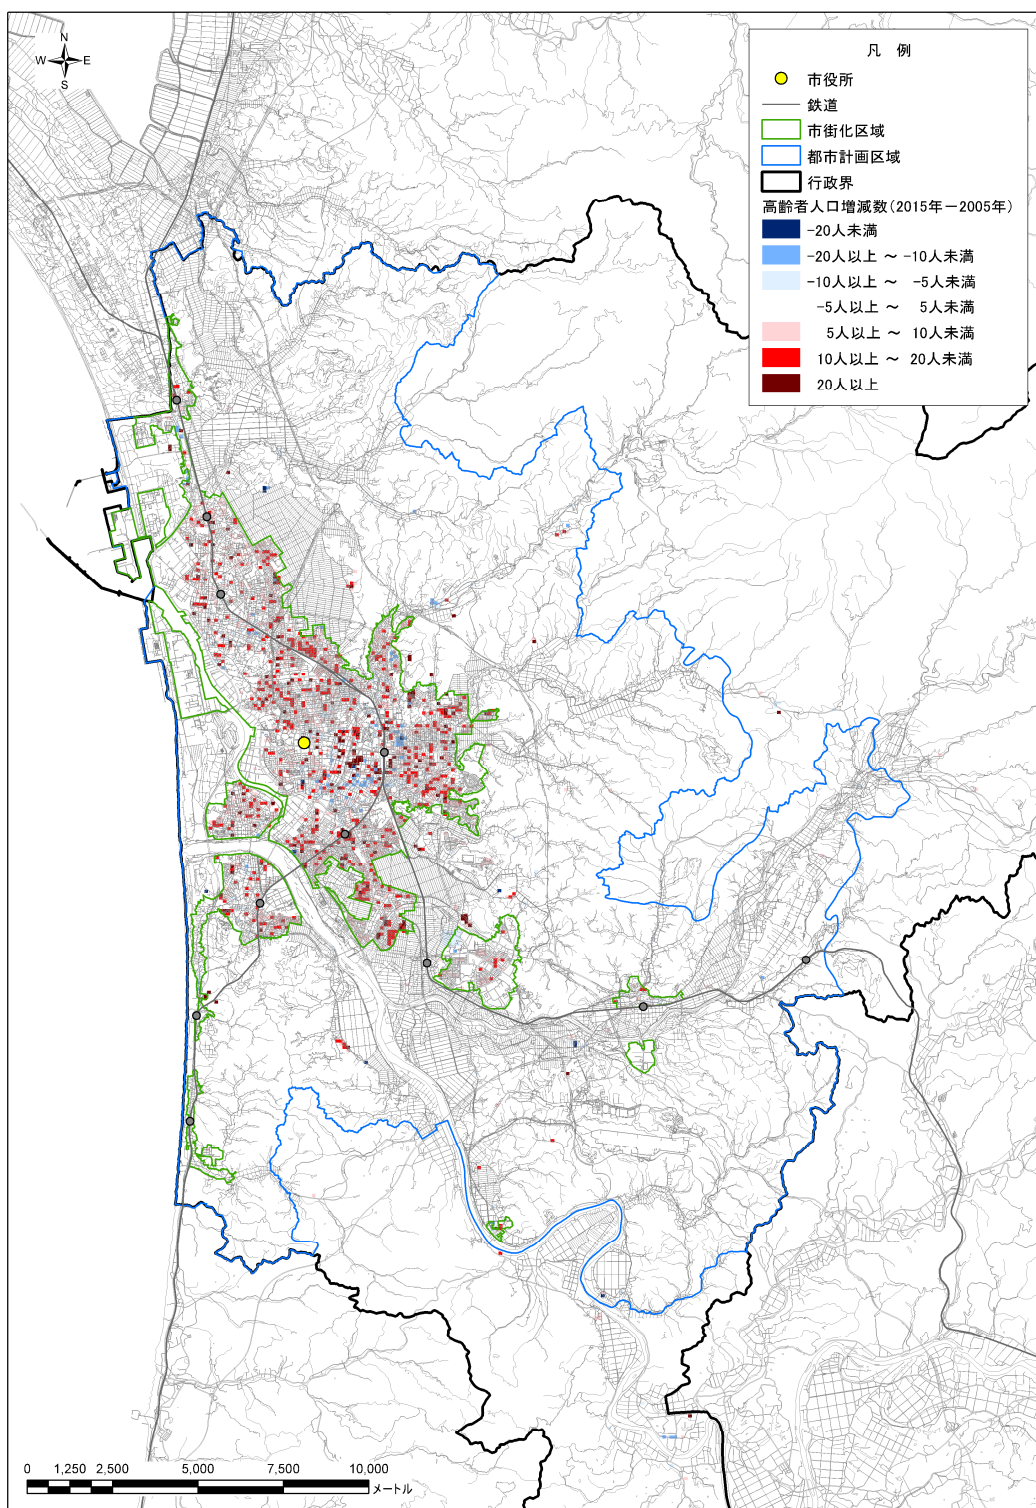 N
W E
S
凡 例
市役所
鉄道
市街化区域
都市計画区域
行政界
高齢者人口増減数(2015年－2005年)
-20人未満
-20人以上 ～ -10人未満
-10人以上 ～ -5人未満
-5人以上 ～ 5人未満
5人以上 ～ 10人未満
10人以上 ～ 20人未満
20人以上
0 1,250 2,500 5,000 7,500 10,000
メートル